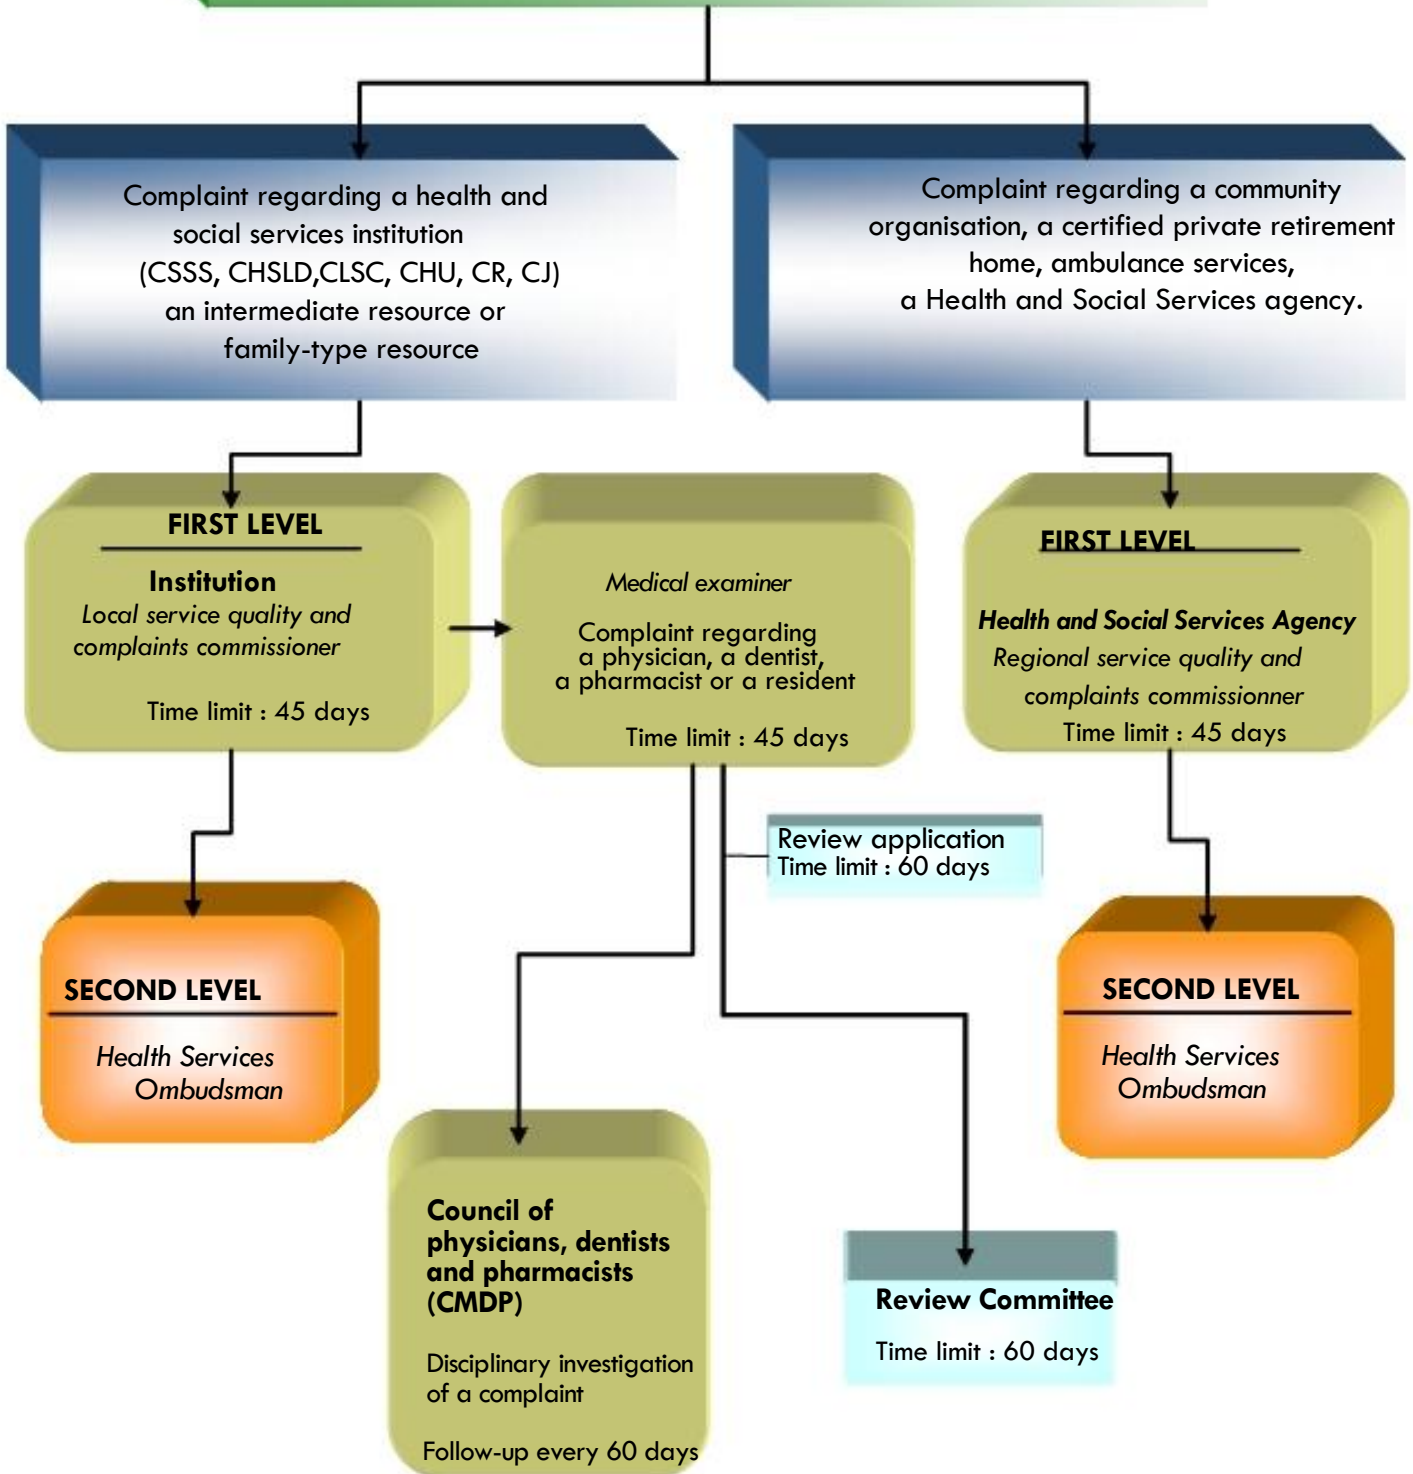 Complaint regarding a health and
social services institution
(CSSS, CHSLD,CLSC, CHU, CR, CJ)
an intermediate resource or
family-type resource
Complaint regarding a community
organisation, a certified private retirement
home, ambulance services,
a Health and Social Services agency.
FIRST LEVEL
Institution
Local service quality and
complaints commissioner
Time limit : 45 days
Medical examiner
Complaint regarding
a physician, a dentist,
a pharmacist or a resident
Time limit : 45 days
FIRST LEVEL
Health and Social Services Agency
Regional service quality and
complaints commissionner
Time limit : 45 days
Review application
Time limit : 60 days
SECOND LEVEL
Health Services
Ombudsman
SECOND LEVEL
Health Services
Ombudsman
Council of
physicians, dentists
and pharmacists
(CMDP)
Disciplinary investigation
of a complaint
Follow-up every 60 days
Review Committee
Time limit : 60 days